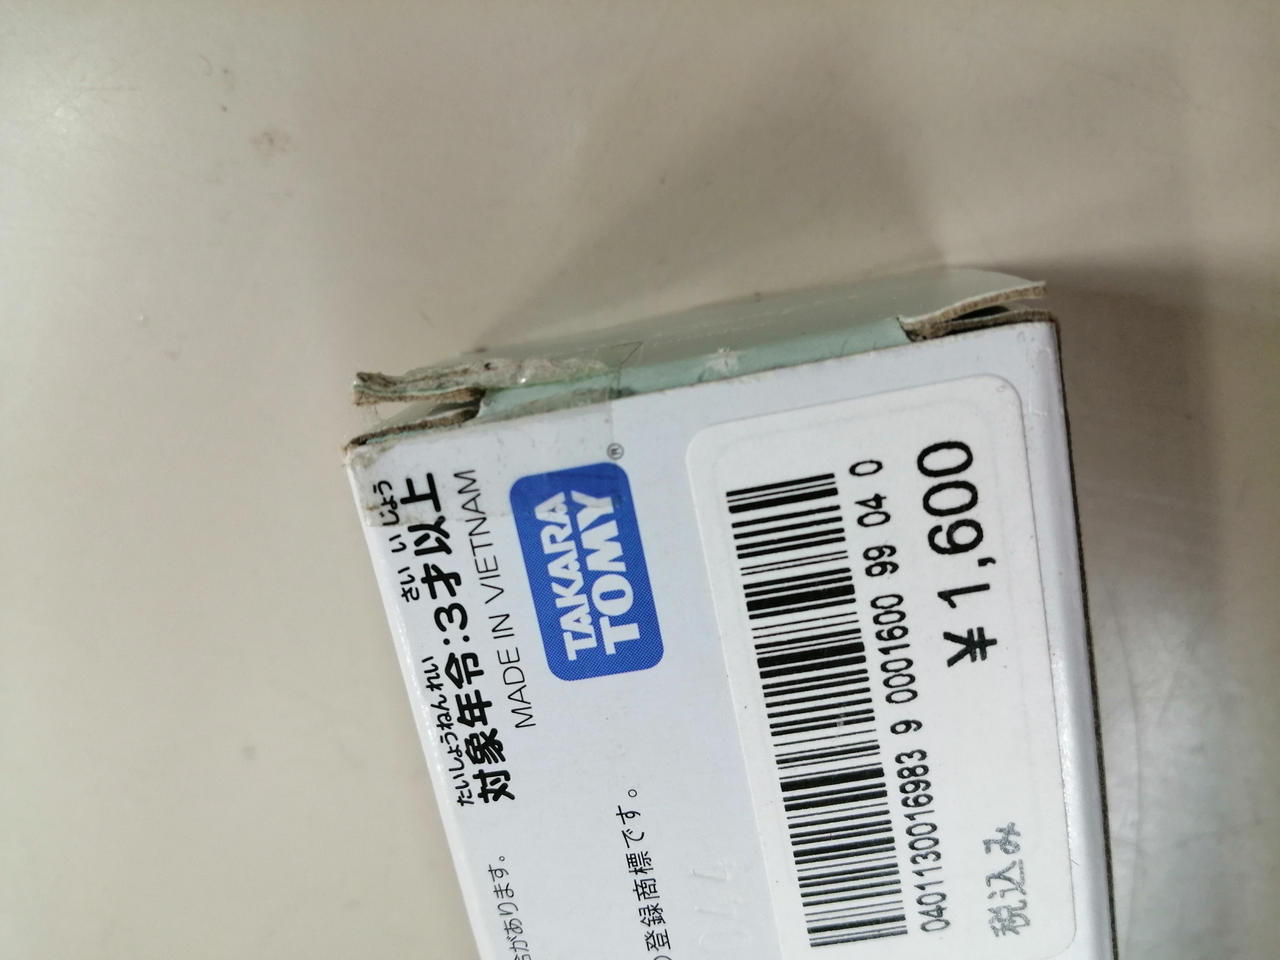 たいしょうねんれい さい いじょう
対象年令:3才以上
MADE IN VIETNAM
TAKARA
TOMY®
があります。
登録商標です。
0401130016983 9 0001600 99 04 0
¥1,600
税込み